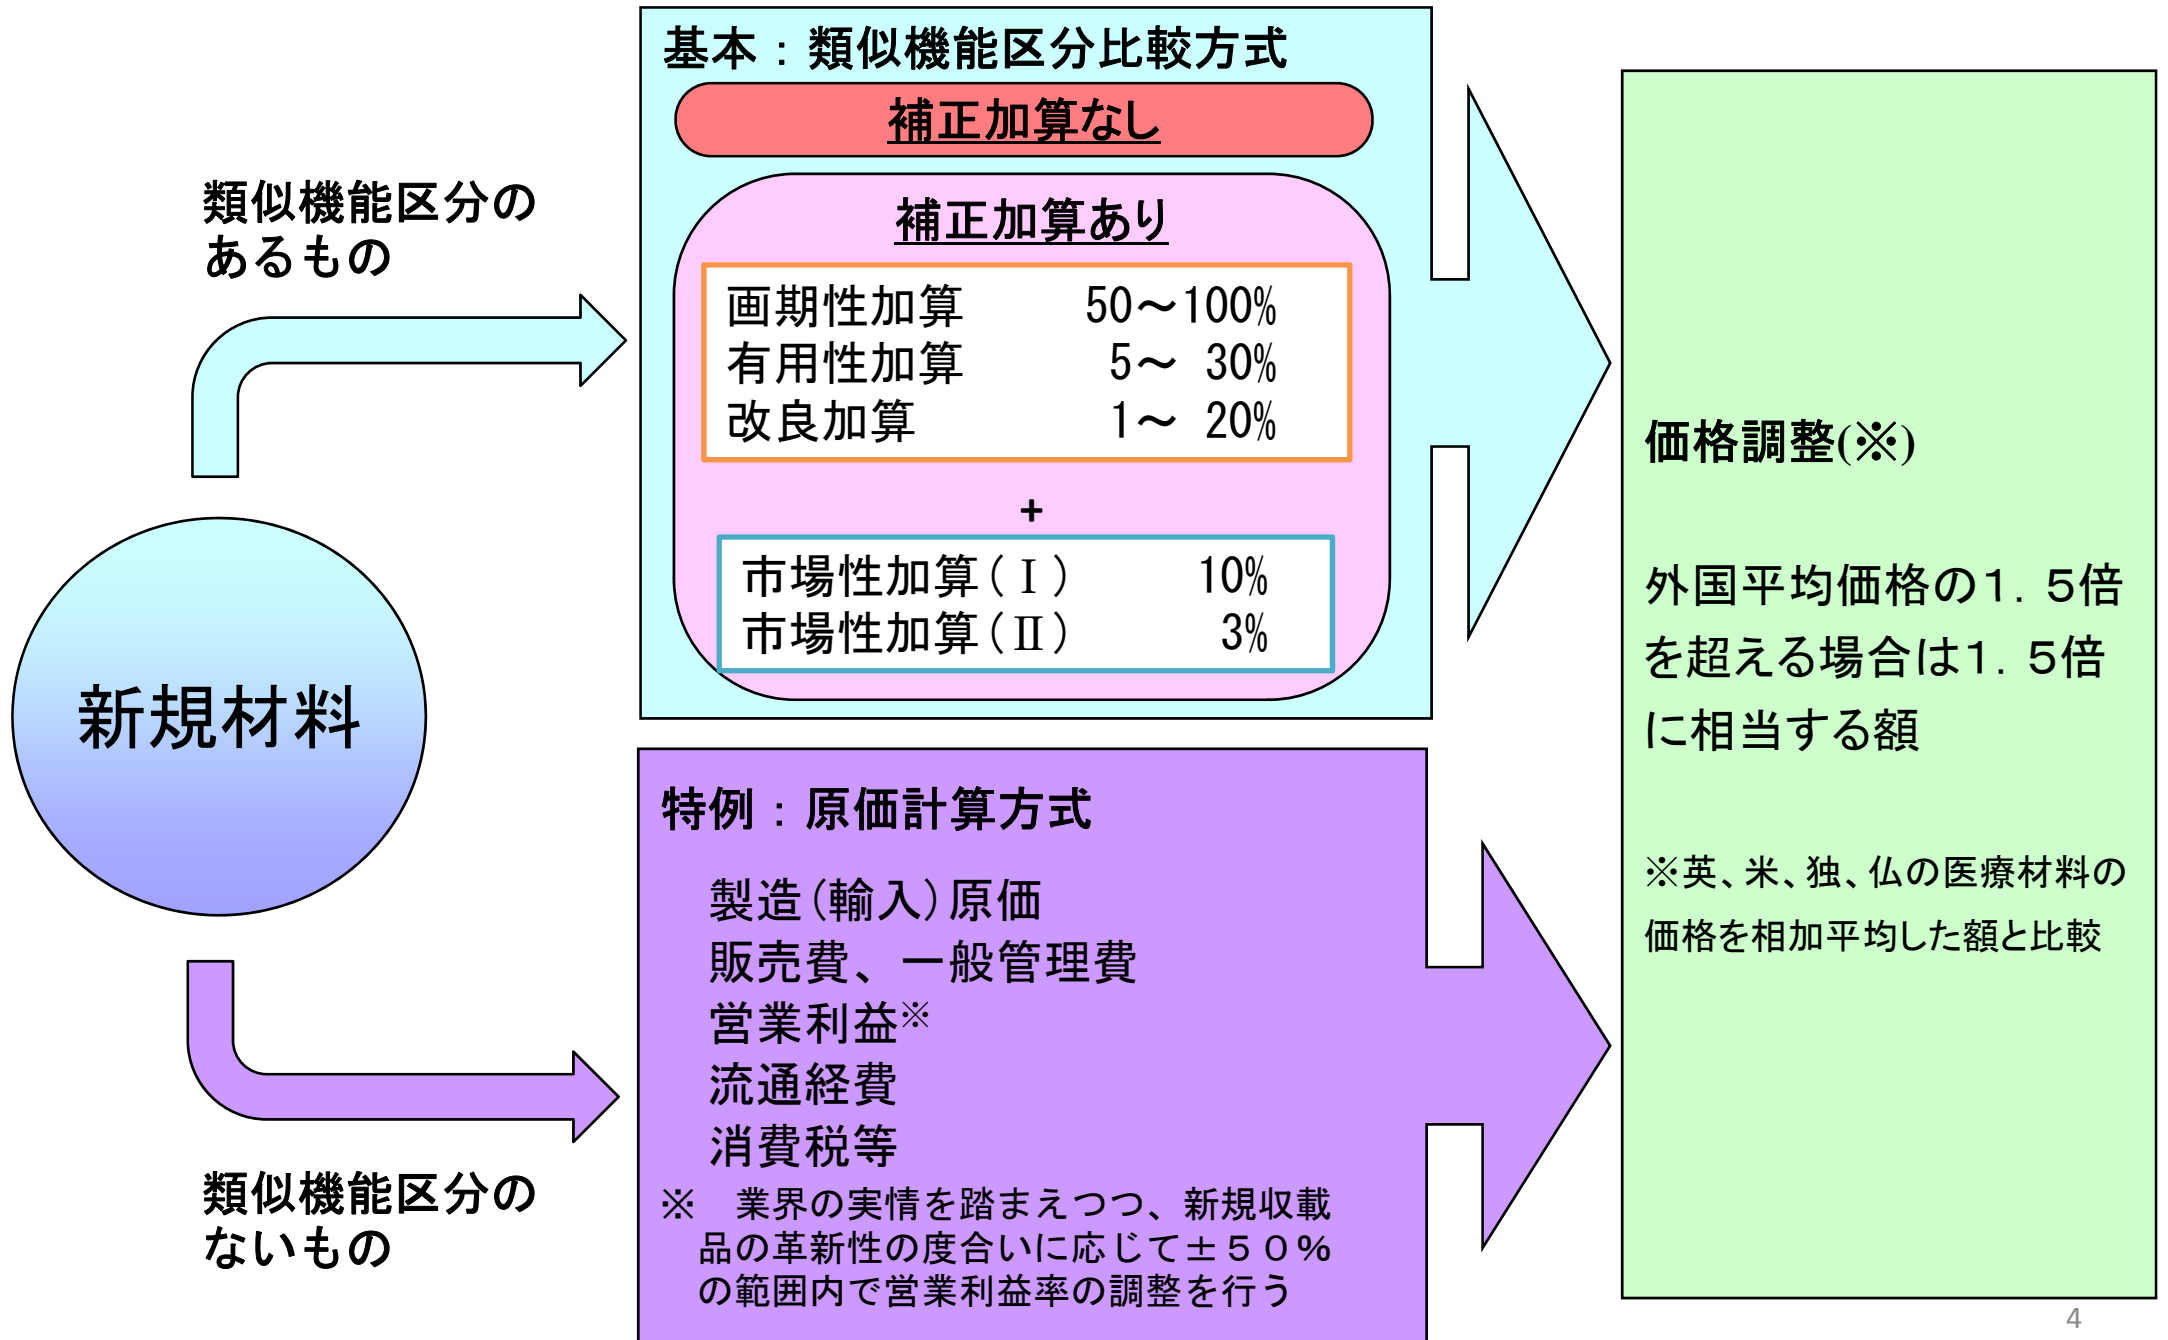 基本：類似機能区分比較方式
補正加算なし
類似機能区分の
あるもの
補正加算あり
画期性加算 50～100%
有用性加算 5～ 30%
改良加算 1～ 20%
+
市場性加算（Ⅰ） 10%
市場性加算（Ⅱ） 3%
新規材料
特例：原価計算方式
製造（輸入）原価
販売費、一般管理費
営業利益※
流通経費
消費税等
※　業界の実情を踏まえつつ、新規収載
品の革新性の度合いに応じて±５０％
の範囲内で営業利益率の調整を行う
類似機能区分の
ないもの
価格調整(※)
外国平均価格の１．５倍
を超える場合は１．５倍
に相当する額
※英、米、独、仏の医療材料の
価格を相加平均した額と比較
4